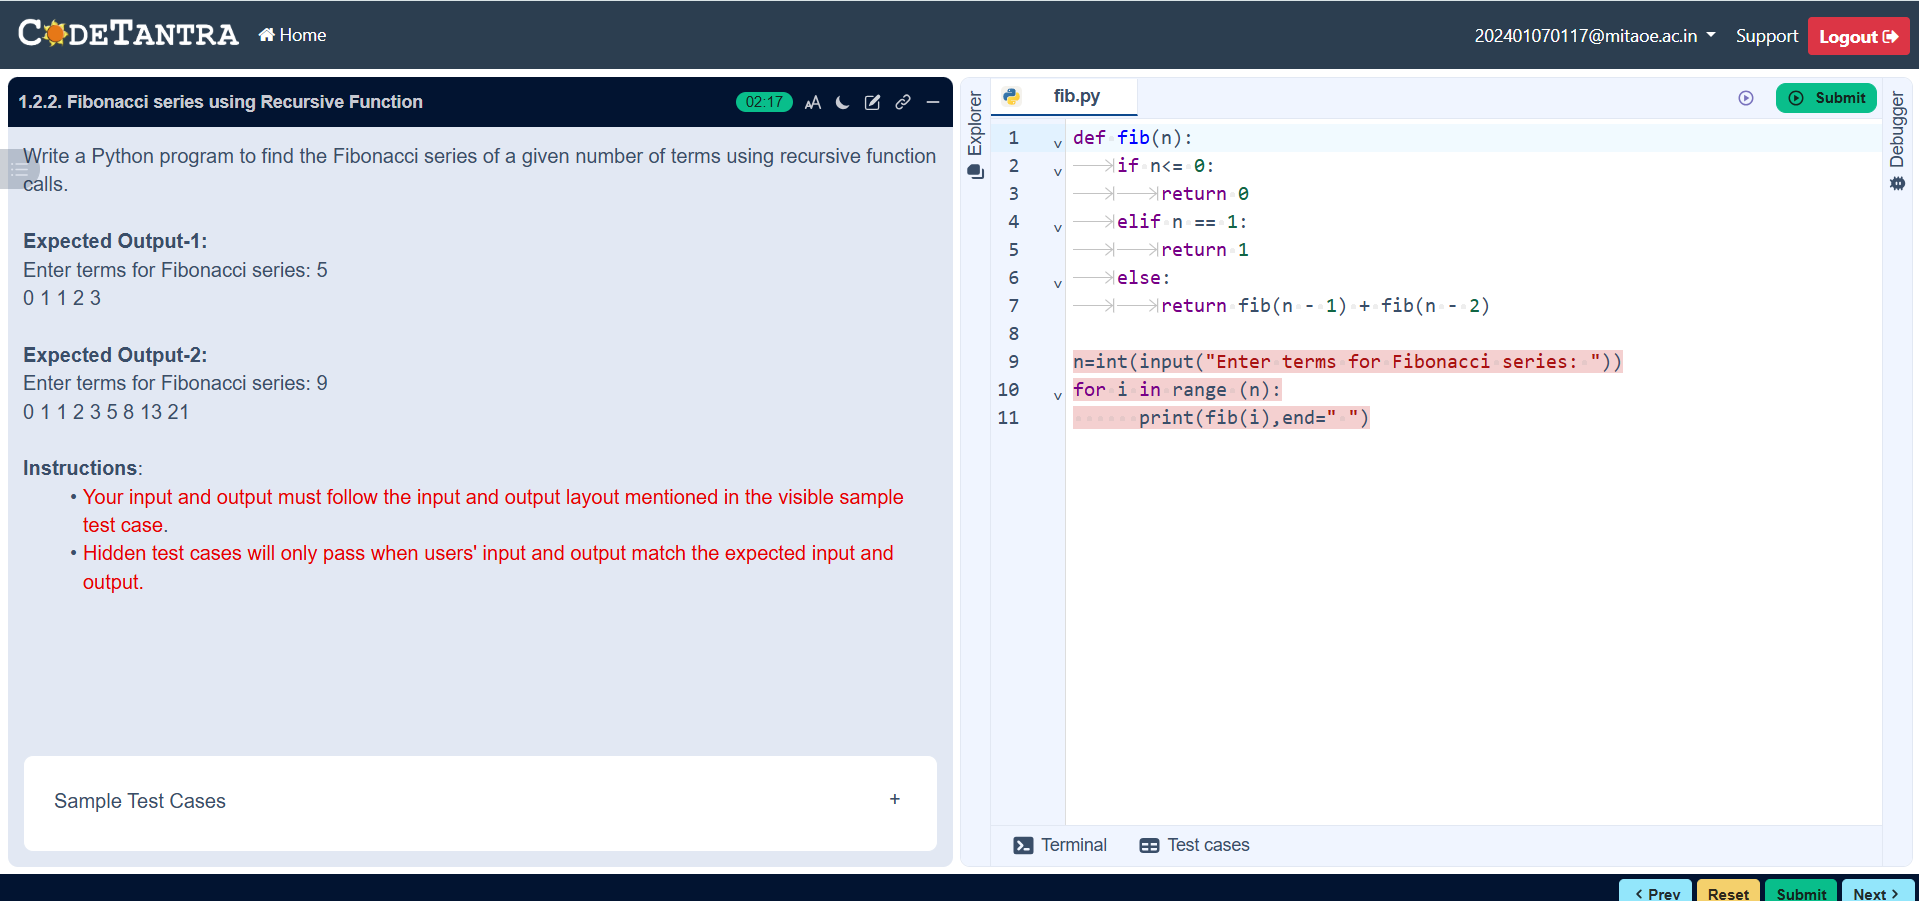 CODETANTRA Home 202401070117@mitaoe.ac.in Support Logout
1.2.2. Fibonacci series using Recursive Function 02:17 AA
Write a Python program to find the Fibonacci series of a given number of terms using recursive function
calls.
Expected Output-1:
Enter terms for Fibonacci series: 5
0 1 1 2 3
Expected Output-2:
Enter terms for Fibonacci series: 9
0 1 1 2 3 5 8 13 21
Instructions:
• Your input and output must follow the input and output layout mentioned in the visible sample
test case.
• Hidden test cases will only pass when users' input and output match the expected input and
output.
Sample Test Cases +
Explorer
fib.py Submit
1 def fib(n):
2 if n<= 0:
3 return 0
4 elif n == 1:
5 return 1
6 else:
7 return fib(n - 1) + fib(n - 2)
8
9 n=int(input("Enter terms for Fibonacci series: "))
10 for i in range (n):
11 print(fib(i),end=" ")
Debugger
Terminal Test cases
< Prev Reset Submit Next >